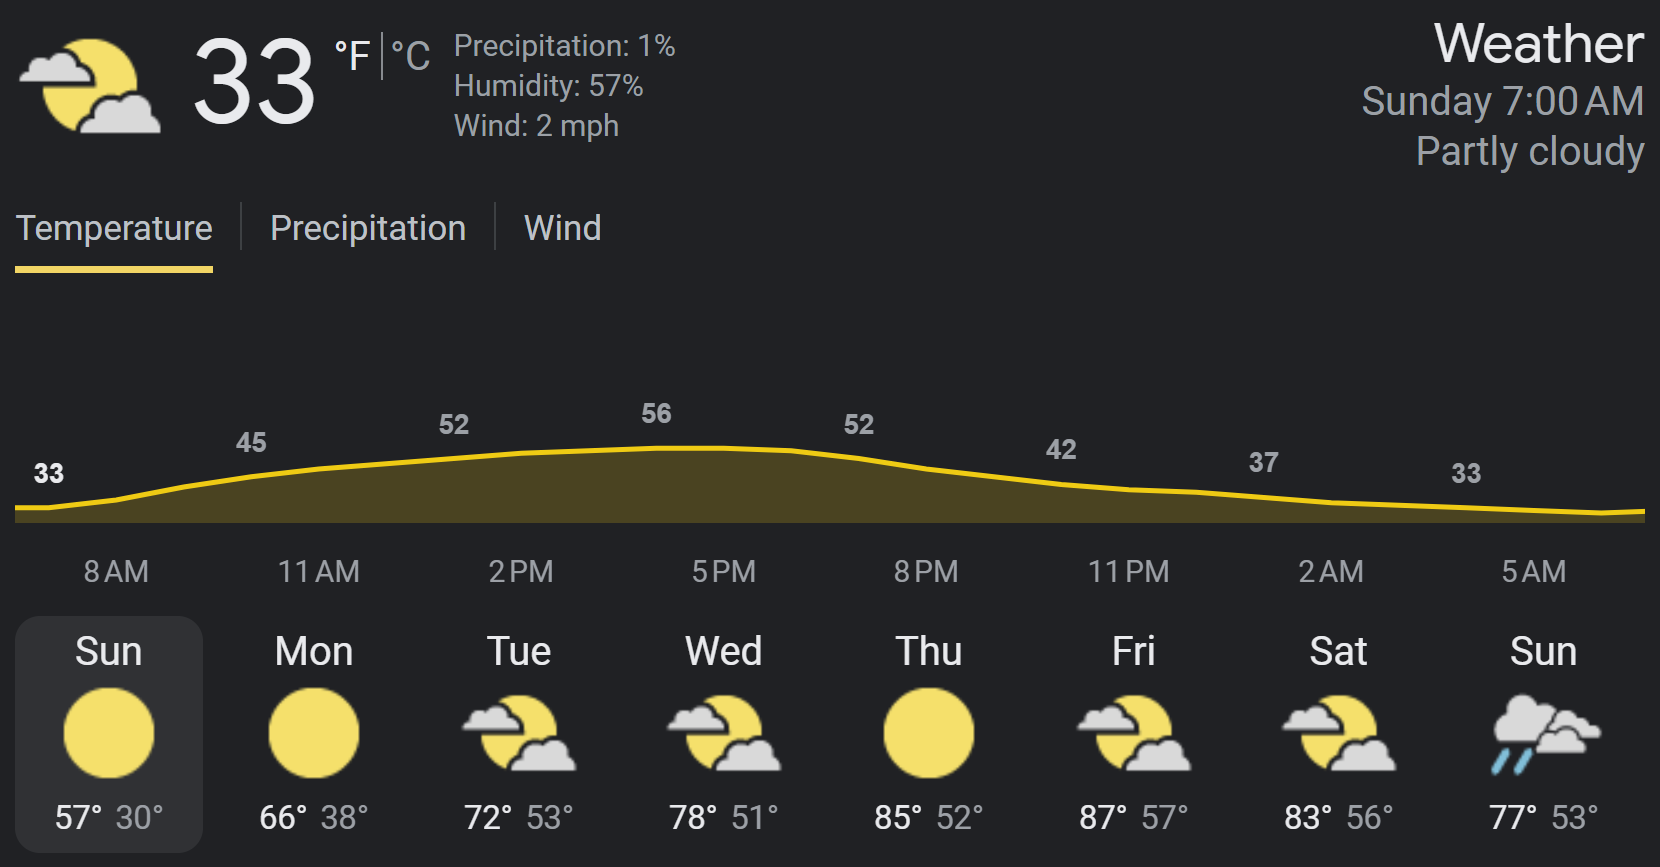 33 °F °C
Precipitation: 1%
Humidity: 57%
Wind: 2 mph
Weather
Sunday 7:00 AM
Partly cloudy
Temperature Precipitation Wind
33 45 52 56 52 42 37 33
8 AM 11 AM 2 PM 5 PM 8 PM 11 PM 2 AM 5 AM
Sun Mon Tue Wed Thu Fri Sat Sun
57° 30° 66° 38° 72° 53° 78° 51° 85° 52° 87° 57° 83° 56° 77° 53°